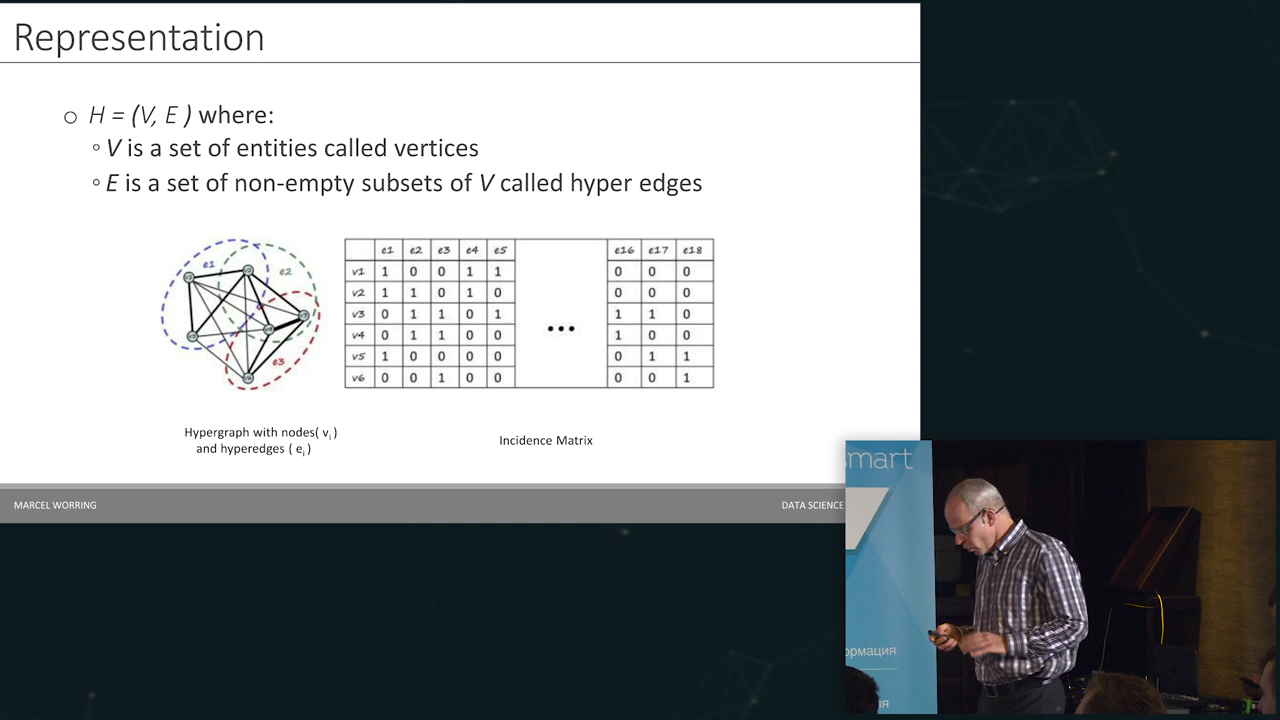 Representation
H = (V, E ) where:
V is a set of entities called vertices
E is a set of non-empty subsets of V called hyper edges
e1
e2
e3
e1 e2 e3 e4 e5 e16 e17 e18
v1 1 0 0 1 1 0 0 0
v2 1 1 0 1 0 0 0 0
v3 0 1 1 0 1 ... 1 1 0
v4 0 1 1 0 0 1 0 0
v5 1 0 0 0 0 0 1 1
v6 0 0 1 0 0 0 0 1
Hypergraph with nodes( vi )
and hyperedges ( ei )
Incidence Matrix
MARCEL WORRING
DATA SCIENCE
mart
ормация